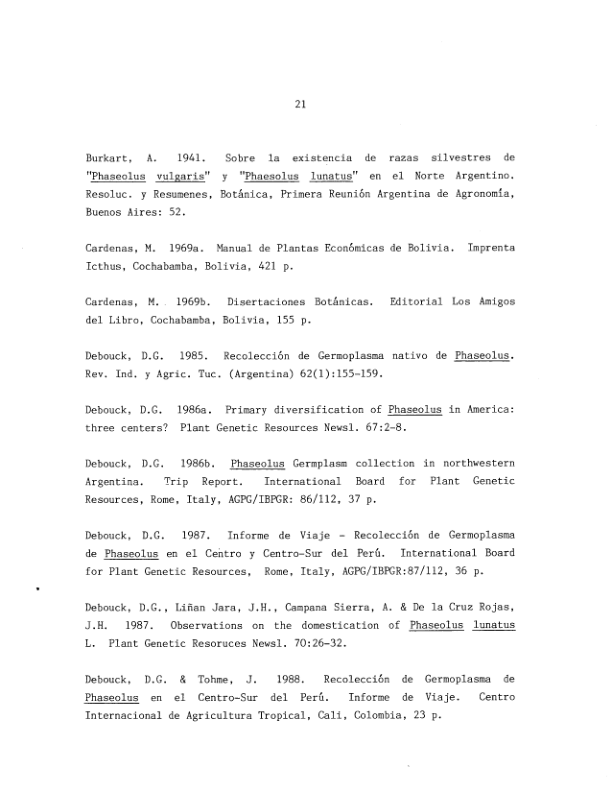 21
Burkart, A. 1941. Sobre la existencia de razas silvestres de
"Phaseolus vulgaris" y "Phaesolus lunatus" en el Norte Argentino.
Resoluc. y Resumenes, Botánica, Primera Reunión Argentina de Agronomía,
Buenos Aires: 52.
Cardenas, M. 1969a. Manual de Plantas Económicas de Bolivia. Imprenta
Icthus, Cochabamba, Bolivia, 421 p.
Cardenas, M. 1969b. Disertaciones Botánicas. Editorial Los Amigos
del Libro, Cochabamba, Bolivia, 155 p.
Debouck, D.G. 1985. Recolección de Germoplasma nativo de Phaseolus.
Rev. Ind. y Agric. Tuc. (Argentina) 62(1):155-159.
Debouck, D.G. 1986a. Primary diversification of Phaseolus in America:
three centers? Plant Genetic Resources Newsl. 67:2-8.
Debouck, D.G. 1986b. Phaseolus Germplasm collection in northwestern
Argentina. Trip Report. International Board for Plant Genetic
Resources, Rome, Italy, AGPG/IBPGR: 86/112, 37 p.
Debouck, D.G. 1987. Informe de Viaje - Recolección de Germoplasma
de Phaseolus en el Centro y Centro-Sur del Perú. International Board
for Plant Genetic Resources, Rome, Italy, AGPG/IBPGR:87/112, 36 p.
Debouck, D.G., Liñan Jara, J.H., Campana Sierra, A. & De la Cruz Rojas,
J.H. 1987. Observations on the domestication of Phaseolus lunatus
L. Plant Genetic Resoruces Newsl. 70:26-32.
Debouck, D.G. & Tohme, J. 1988. Recolección de Germoplasma de
Phaseolus en el Centro-Sur del Perú. Informe de Viaje. Centro
Internacional de Agricultura Tropical, Cali, Colombia, 23 p.